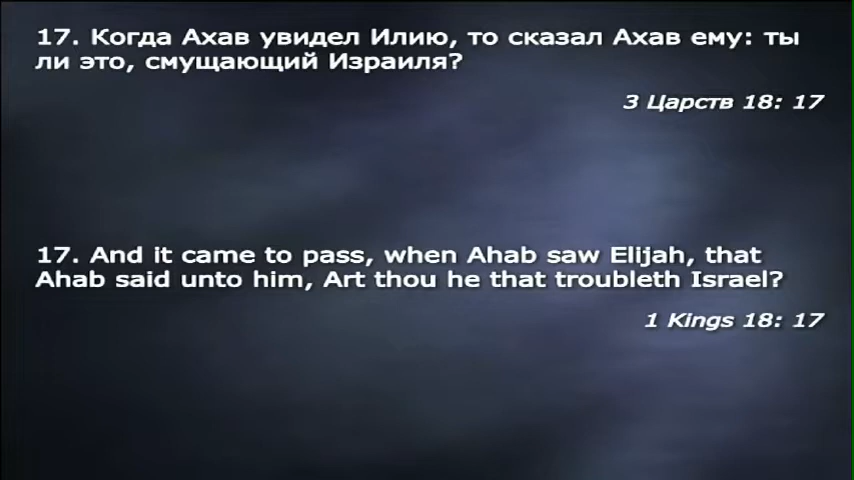 17. Когда Ахав увидел Илию, то сказал Ахав ему: ты
ли это, смущающий Израиля?
3 Царств 18: 17
17. And it came to pass, when Ahab saw Elijah, that
Ahab said unto him, Art thou he that troubleth Israel?
1 Kings 18: 17